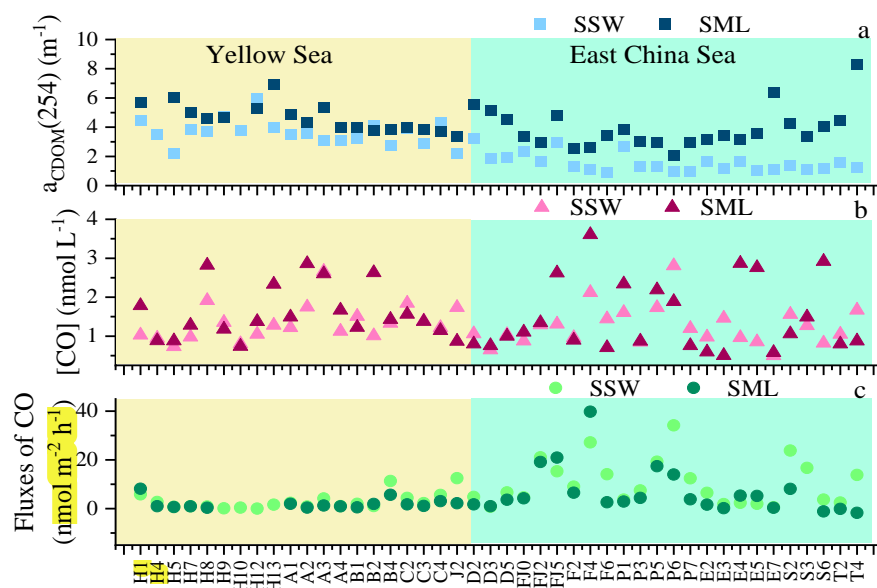 SSW SML a
Yellow Sea East China Sea
a_CDOM(254) (m⁻¹)
10
8
6
4
2
0
SSW SML b
[CO] (nmol L⁻¹)
4
3
2
1
SSW SML c
Fluxes of CO
(nmol m⁻² h⁻¹)
40
20
0
H1 H4 H5 H7 H8 H9 H10 H12 H13 A1 A2 A3 A4 B1 B2 B4 C2 C3 C4 J2 D2 D3 D5 FJ0 FJ2 FJ5 F2 F4 F6 P1 P3 P5 P6 P7 E2 E3 E4 E5 E7 S2 S3 S6 T2 T4